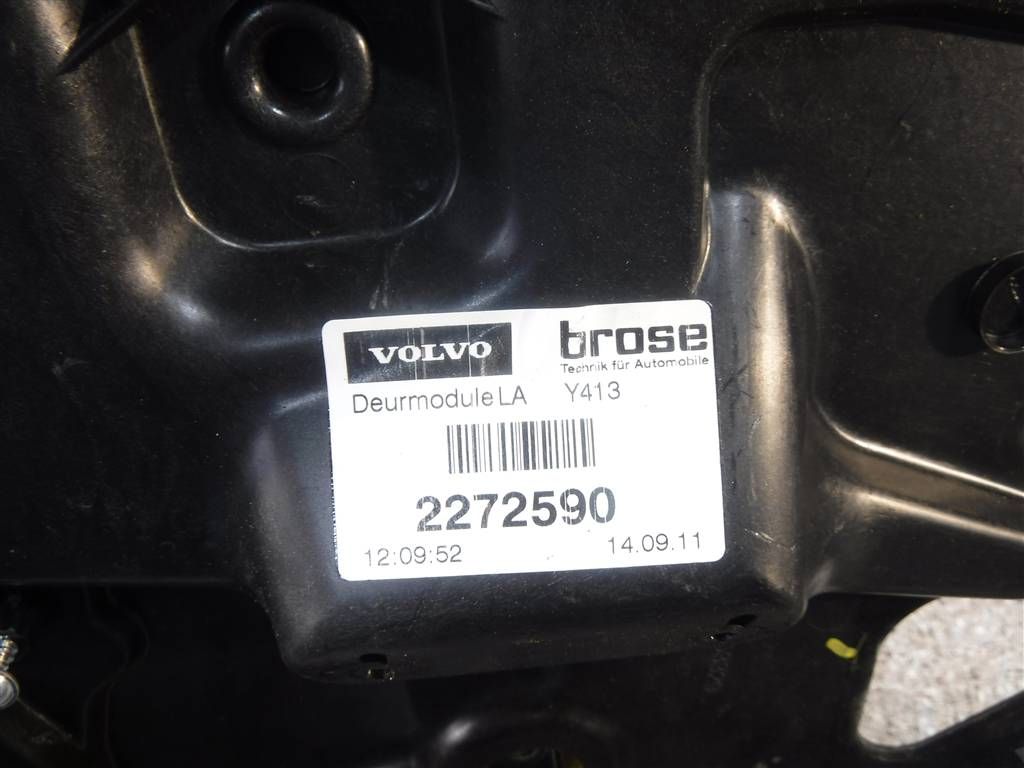 VOLVO brose
Technik für Automobile
Deurmodule LA Y413
2272590
12:09:52 14.09.11